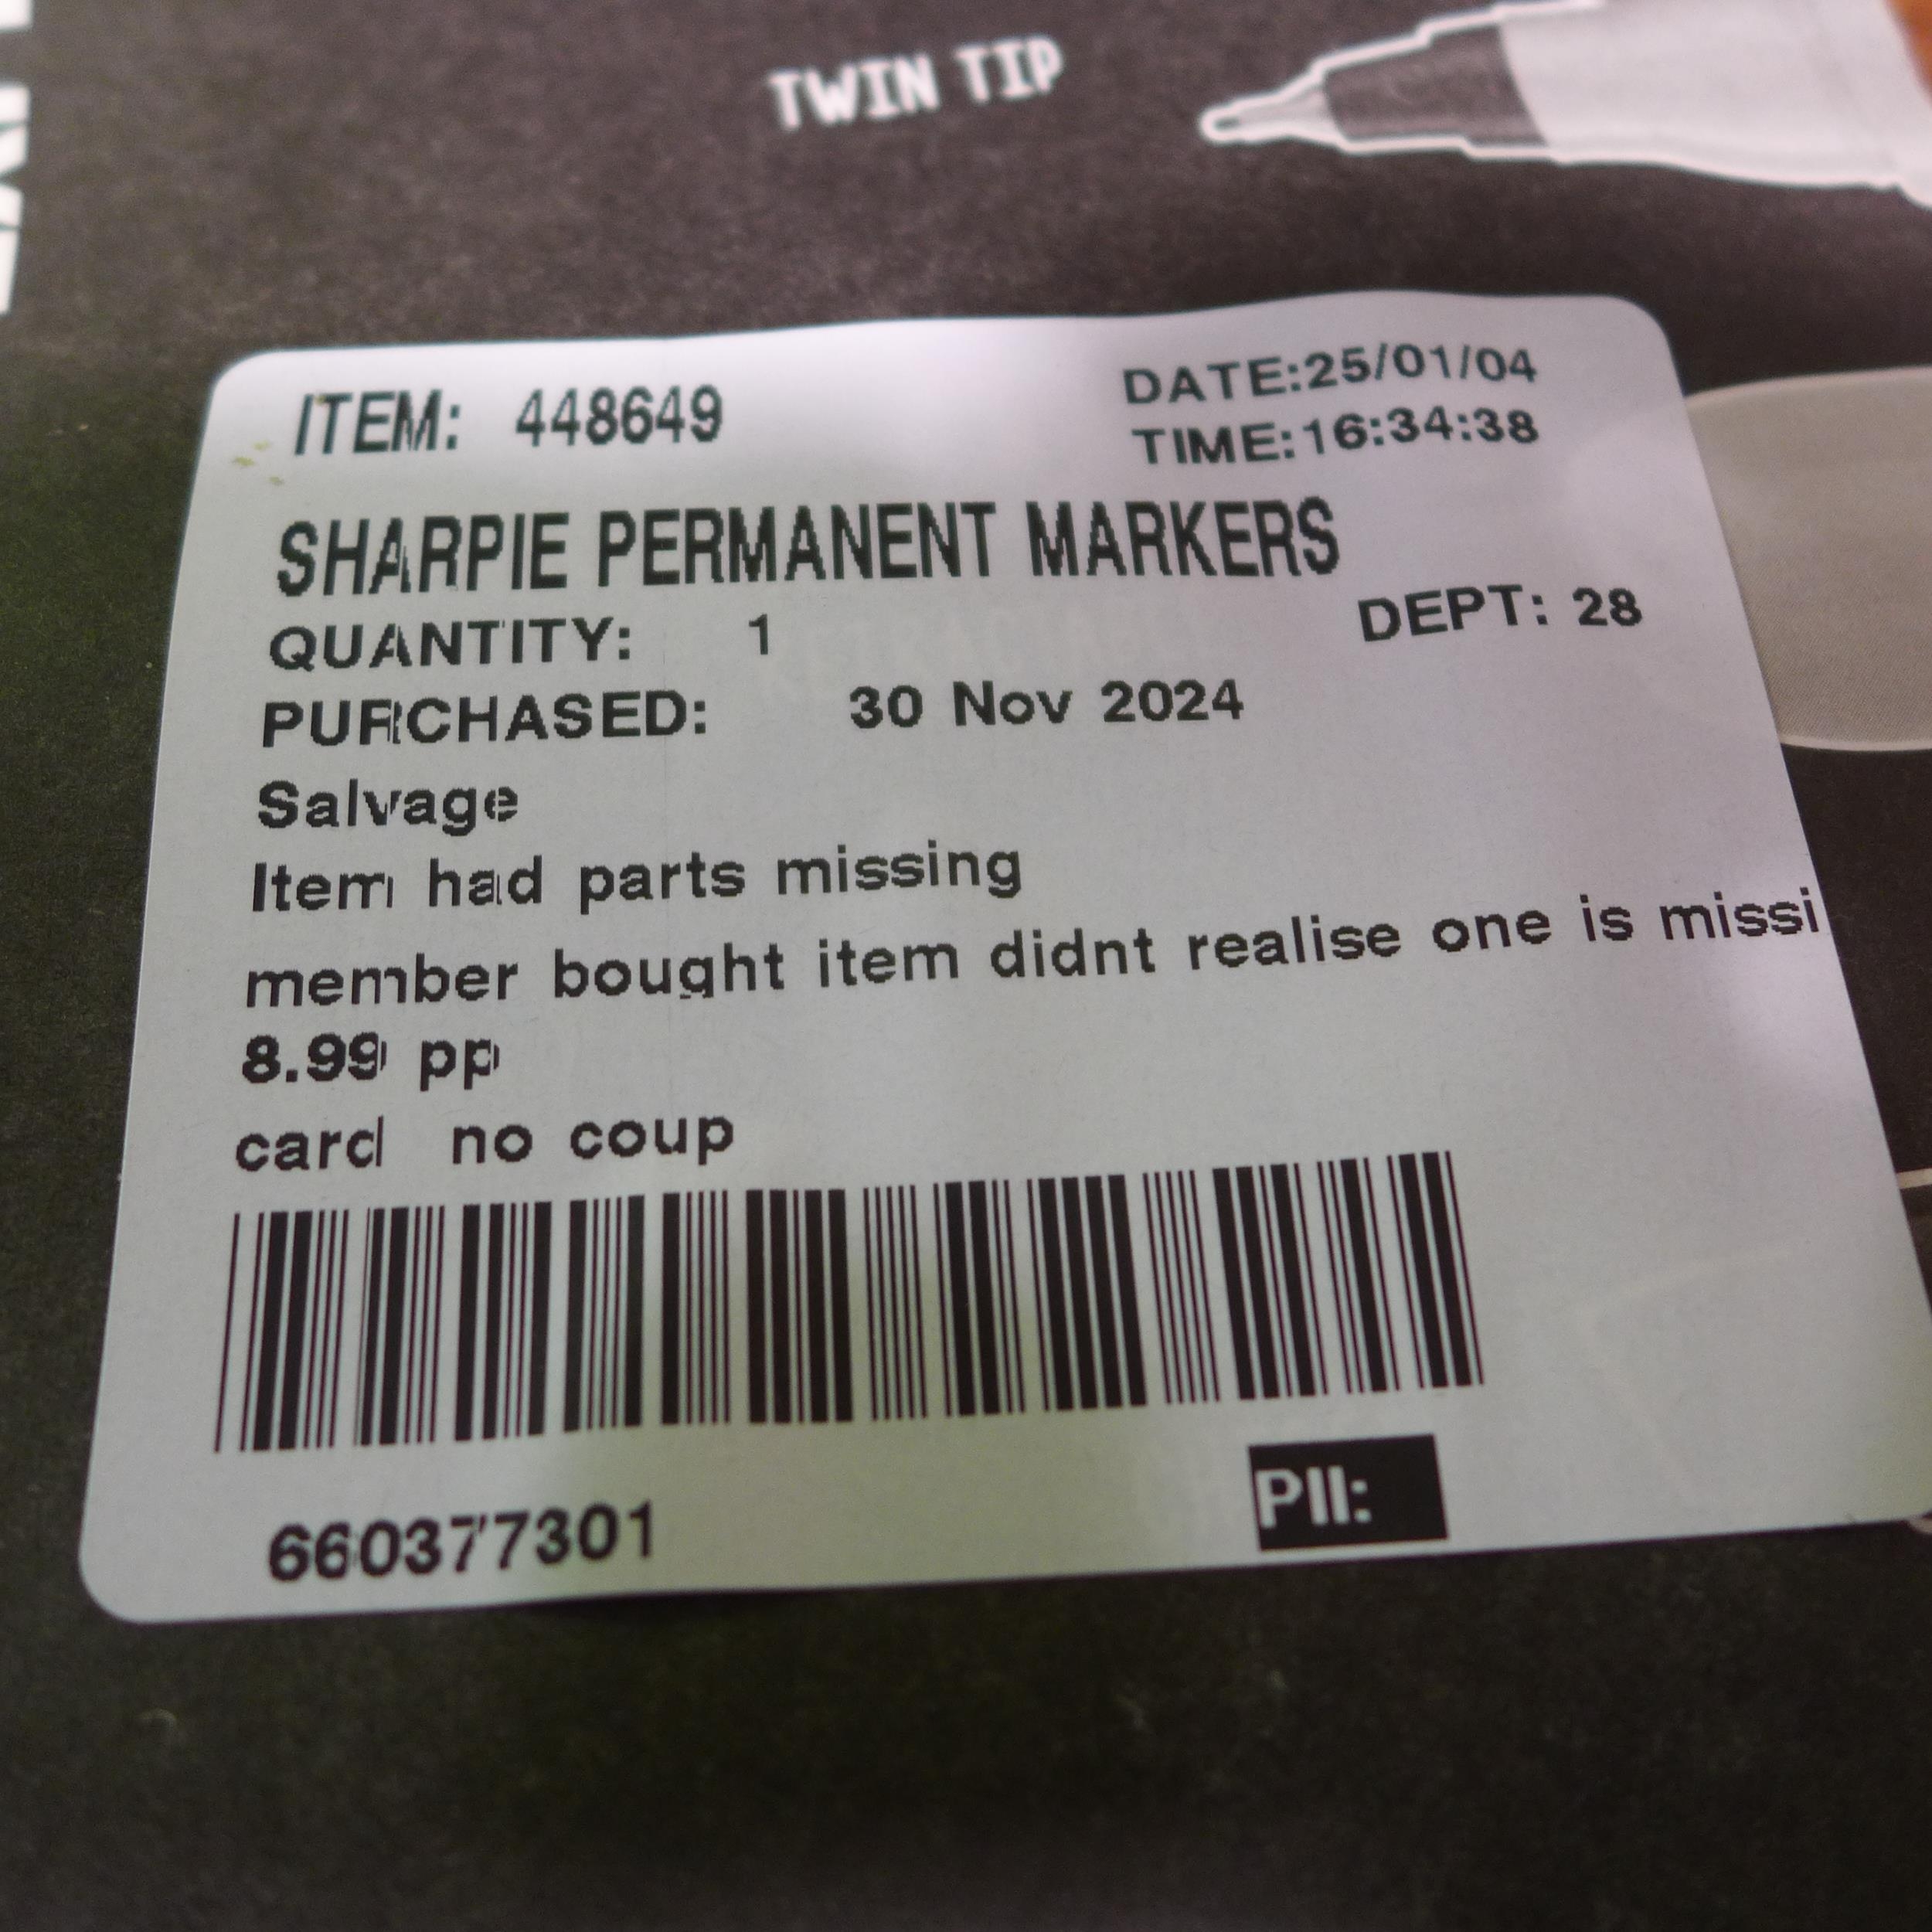 TWIN TIP
ITEM: 448649
DATE:25/01/04
TIME:16:34:38
SHARPIE PERMANENT MARKERS
QUANTITY: 1
DEPT: 28
PURCHASED: 30 Nov 2024
Salvage
Item had parts missing
member bought item didnt realise one is missi
8.99 pp
card no coup
660377301
PII: